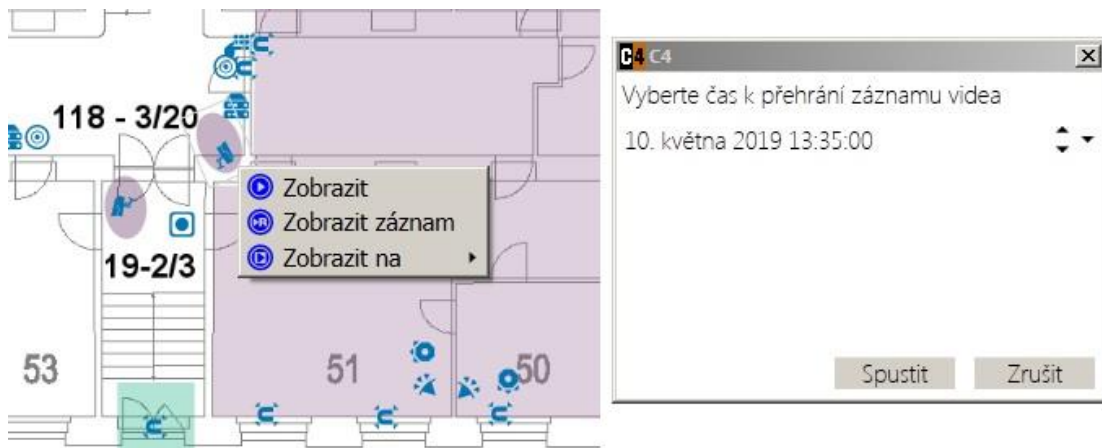 118 - 3/20
Zobrazit
Zobrazit záznam
Zobrazit na
19-2/3
53
51
50
C4 C4
Vyberte čas k přehrání záznamu videa
10. května 2019 13:35:00
Spustit Zrušit